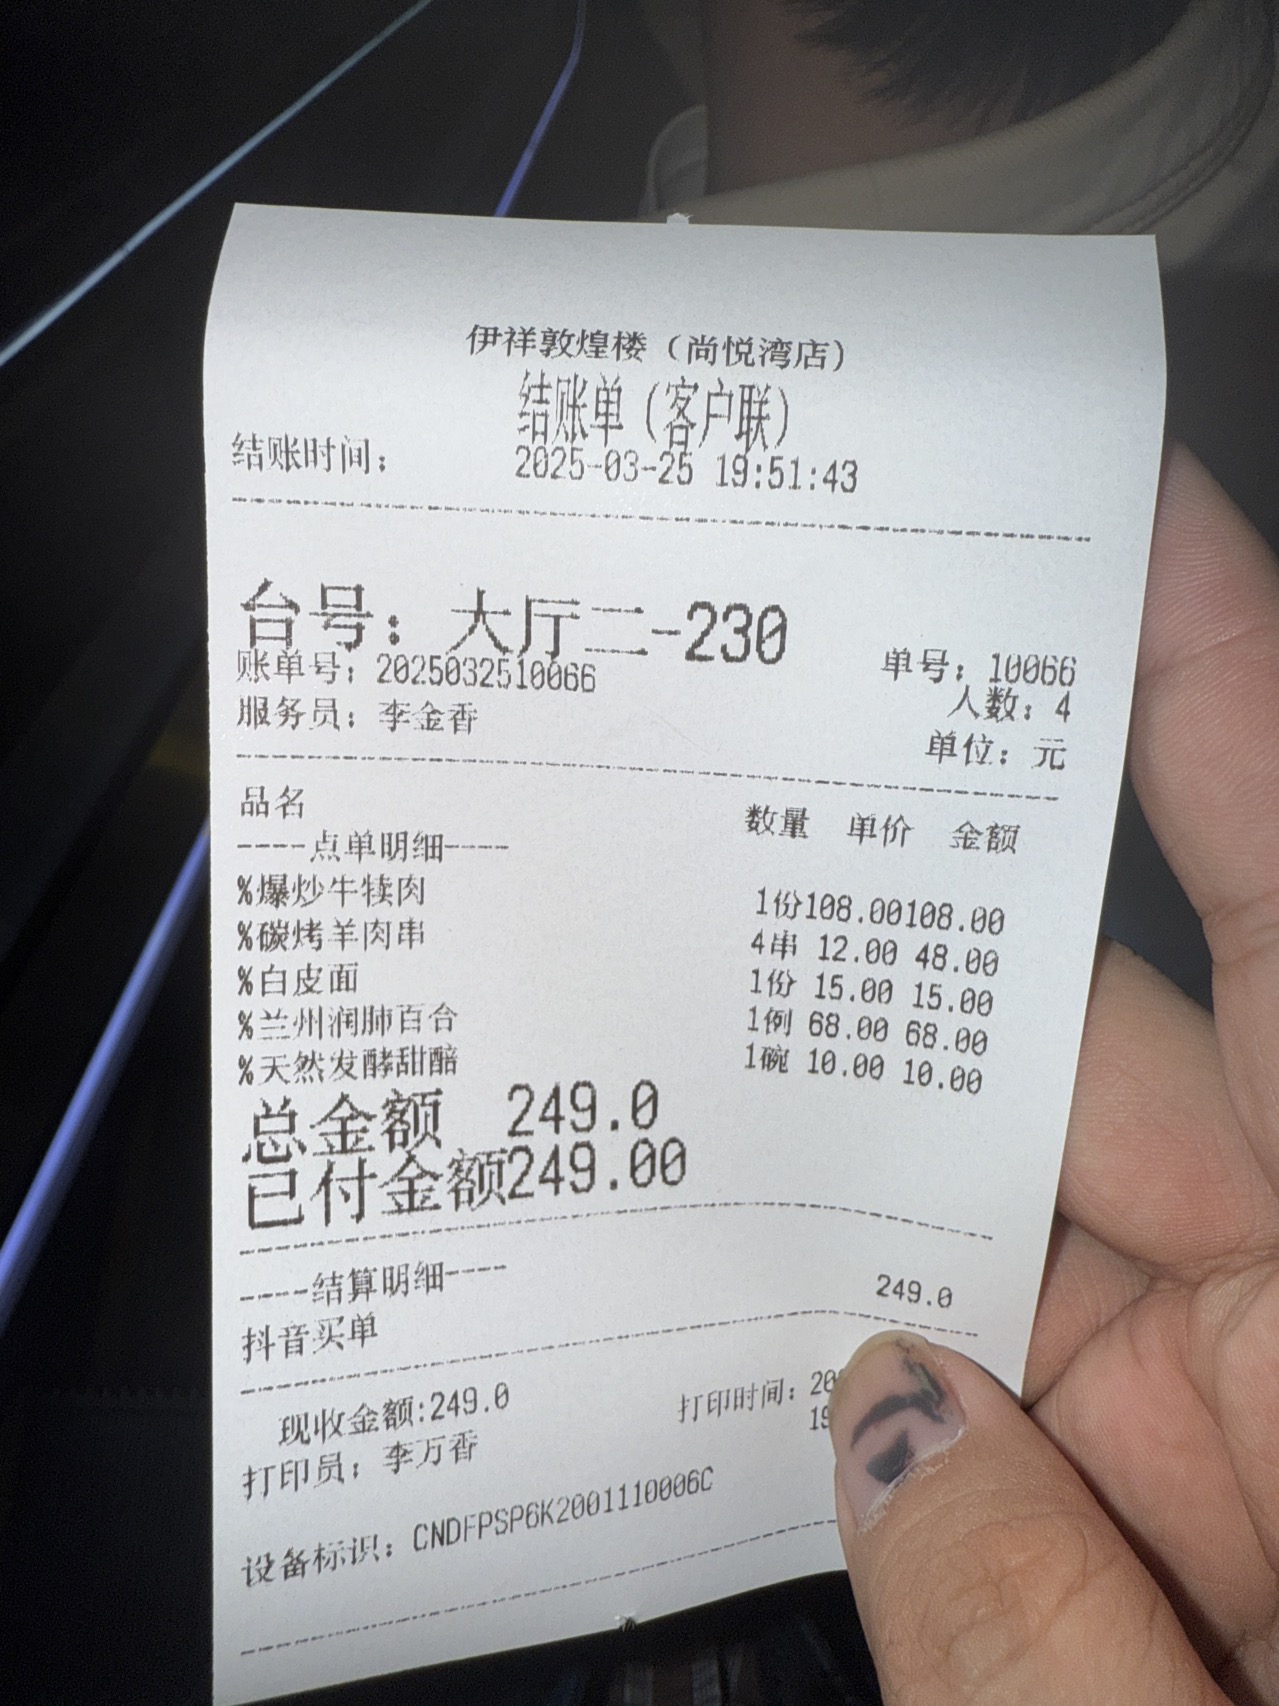 伊祥敦煌楼（尚悦湾店）
结账单（客户联）
结账时间： 2025-03-25 19:51:43
台号：大厅二-230
账单号：2025032510066 单号：10066
人数：4
服务员：李金香
单位：元
品名 数量 单价 金额
----点单明细----
%爆炒牛犊肉 1份108.00108.00
%碳烤羊肉串 4串 12.00 48.00
%白皮面 1份 15.00 15.00
%兰州润肺百合 1例 68.00 68.00
%天然发酵甜醅 1碗 10.00 10.00
总金额 249.0
已付金额249.00
----结算明细----
抖音买单 249.0
现收金额:249.0 打印时间：20
19
打印员：李万香
设备标识：CNDFPSP6K2001110006C